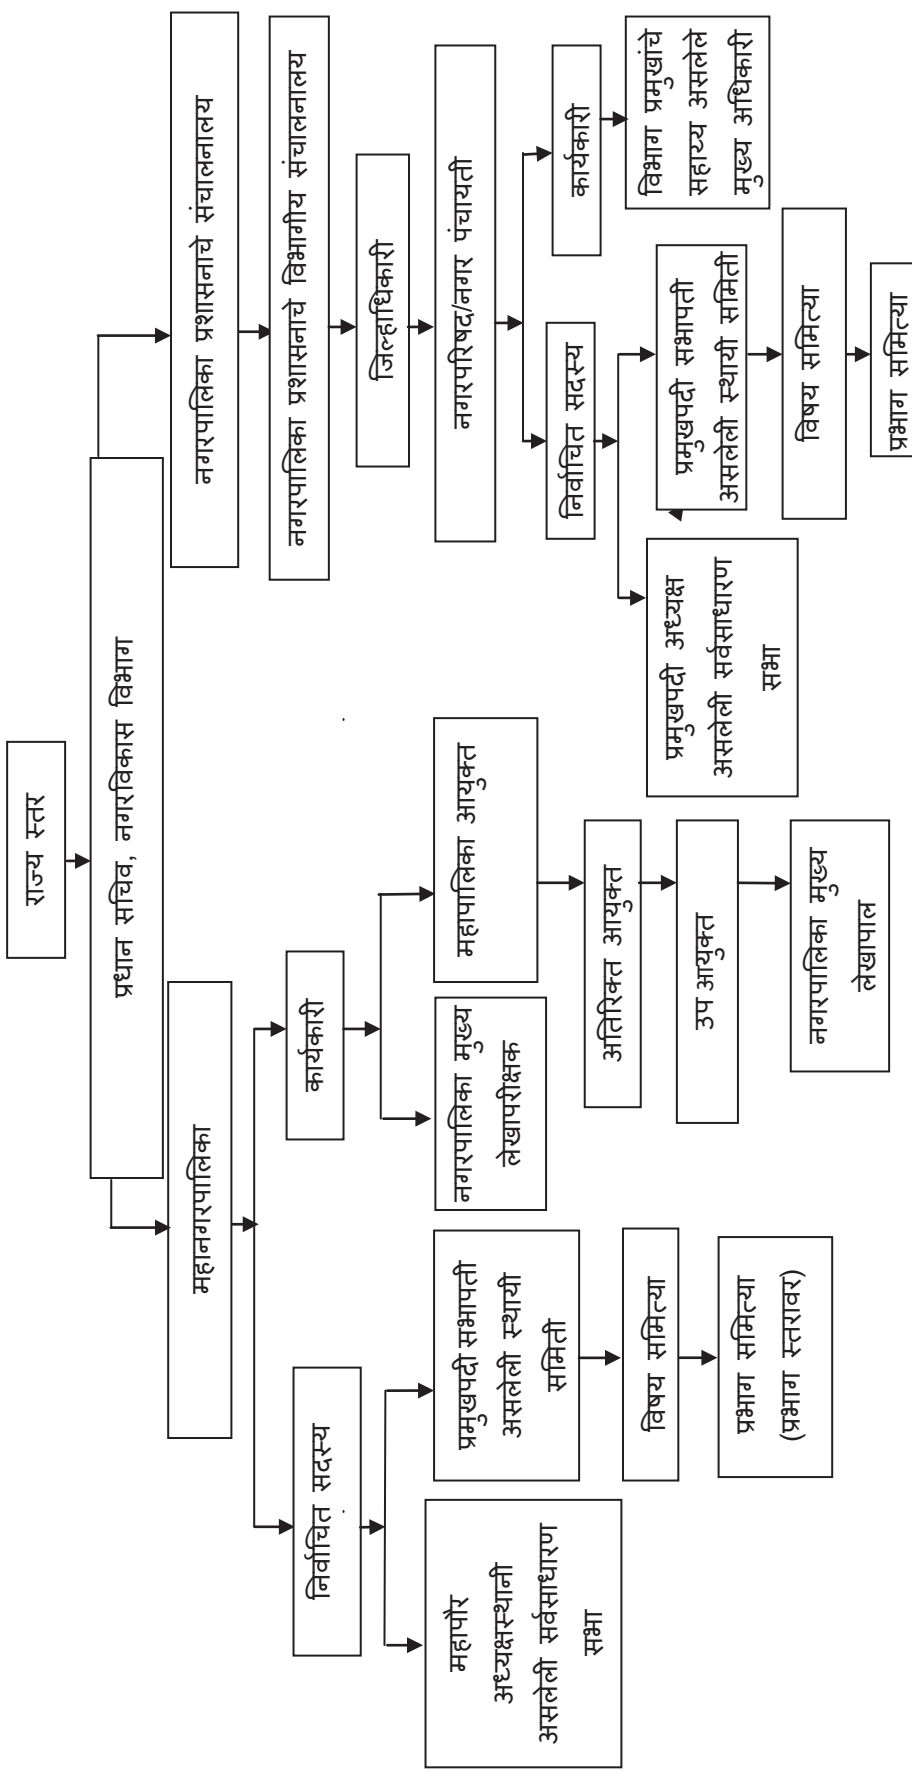 राज्य स्तर
प्रधान सचिव, नगरविकास विभाग
महानगरपालिका
नगरपालिका प्रशासनाचे संचालनालय
नगरपालिका प्रशासनाचे विभागीय संचालनालय
जिल्हाधिकारी
नगरपरिषद/नगर पंचायती
निर्वाचित सदस्य
कार्यकारी
महापौर
अध्यक्षस्थानी
असलेली सर्वसाधारण
सभा
प्रमुखपदी सभापती
असलेली स्थायी
समिती
विषय समित्या
प्रभाग समित्या
(प्रभाग स्तरावर)
नगरपालिका मुख्य
लेखापरीक्षक
महापालिका आयुक्त
अतिरिक्त आयुक्त
उप आयुक्त
नगरपालिका मुख्य
लेखापाल
निर्वाचित सदस्य
कार्यकारी
प्रमुखपदी अध्यक्ष
असलेली सर्वसाधारण
सभा
प्रमुखपदी सभापती
असलेली स्थायी समिती
विषय समित्या
प्रभाग समित्या
विभाग प्रमुखांचे
सहाय्य असलेले
मुख्य अधिकारी